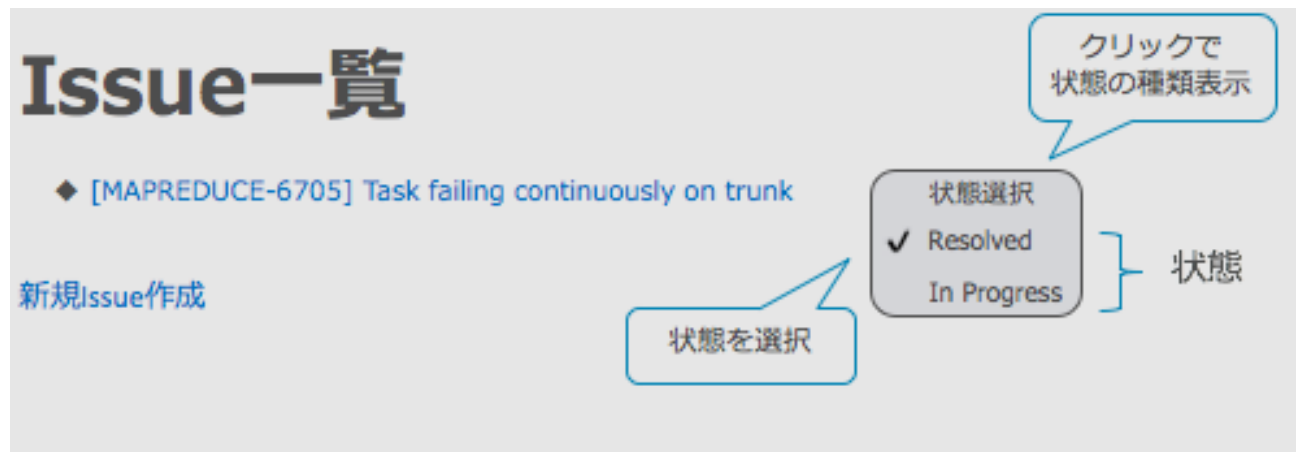 Issue一覧
クリックで
状態の種類表示
◆ [MAPREDUCE-6705] Task failing continuously on trunk
状態選択
✓ Resolved
In Progress
状態
新規Issue作成
状態を選択